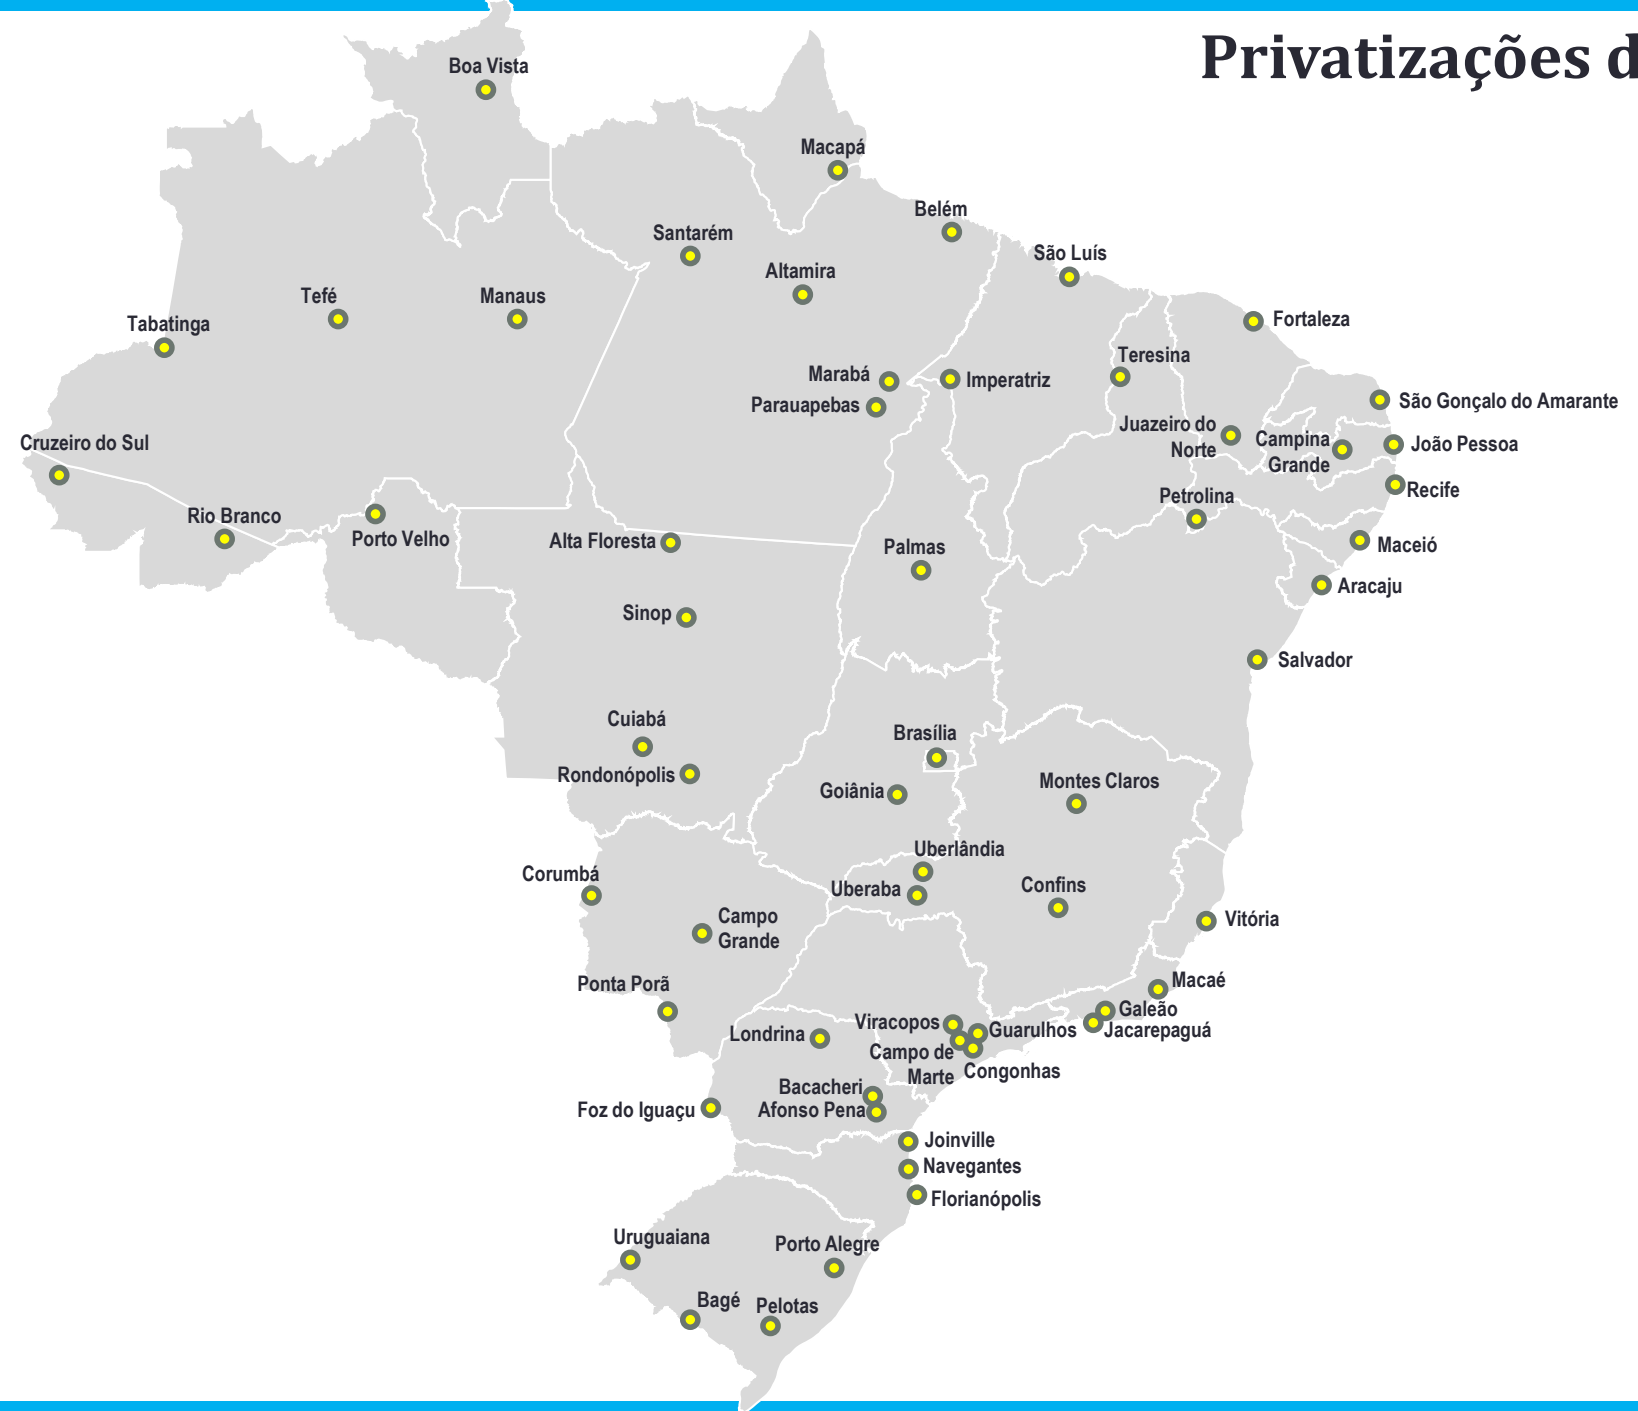 Privatizações d
Boa Vista
Macapá
Belém
Santarém
São Luís
Altamira
Tefé
Manaus
Tabatinga
Fortaleza
Teresina
Marabá
Imperatriz
Parauapebas
São Gonçalo do Amarante
Juazeiro do
Norte
Campina
Grande
João Pessoa
Cruzeiro do Sul
Recife
Petrolina
Rio Branco
Porto Velho
Alta Floresta
Palmas
Maceió
Aracaju
Sinop
Salvador
Cuiabá
Brasília
Rondonópolis
Goiânia
Montes Claros
Uberlândia
Corumbá
Uberaba
Confins
Campo
Grande
Vitória
Ponta Porã
Macaé
Galeão
Jacarepaguá
Viracopos
Guarulhos
Londrina
Campo de
Marte
Congonhas
Bacacheri
Afonso Pena
Foz do Iguaçu
Joinville
Navegantes
Florianópolis
Uruguaiana
Porto Alegre
Bagé
Pelotas